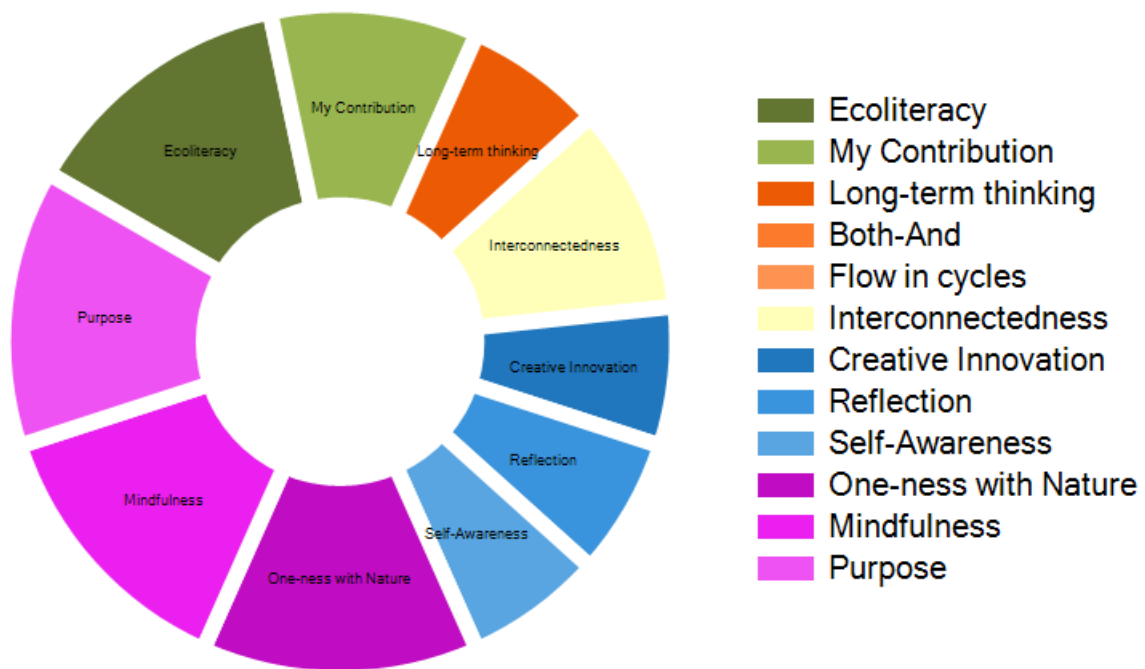 My Contribution
Ecoliteracy
Long-term thinking
Interconnectedness
Purpose
Creative Innovation
Reflection
Mindfulness
Self-Awareness
One-ness with Nature
Ecoliteracy
My Contribution
Long-term thinking
Both-And
Flow in cycles
Interconnectedness
Creative Innovation
Reflection
Self-Awareness
One-ness with Nature
Mindfulness
Purpose